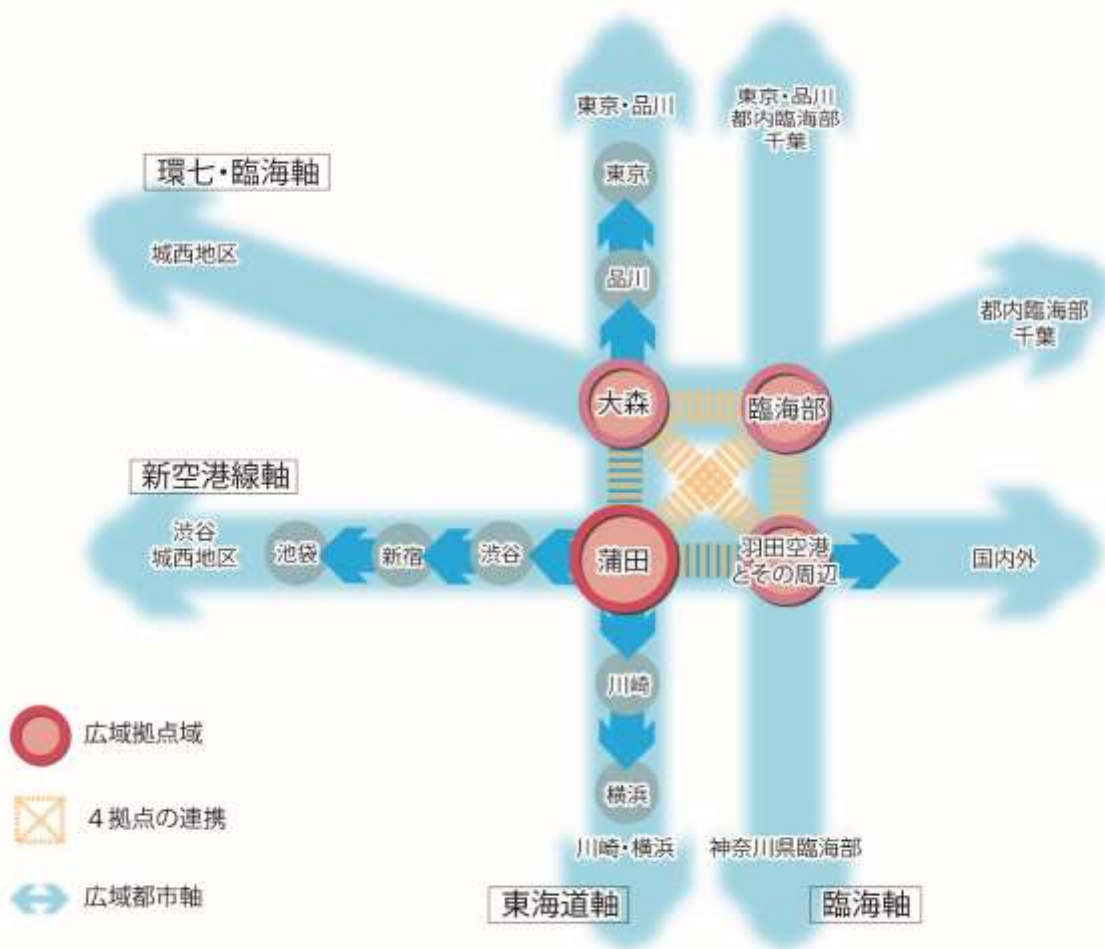 東京・品川
東京・品川
都内臨海部
千葉
環七・臨海軸
東京
城西地区
品川
都内臨海部
千葉
大森
臨海部
新空港線軸
渋谷
城西地区
池袋
新宿
渋谷
蒲田
羽田空港
とその周辺
国内外
川崎
広域拠点域
横浜
4拠点の連携
川崎・横浜
神奈川県臨海部
広域都市軸
東海道軸
臨海軸